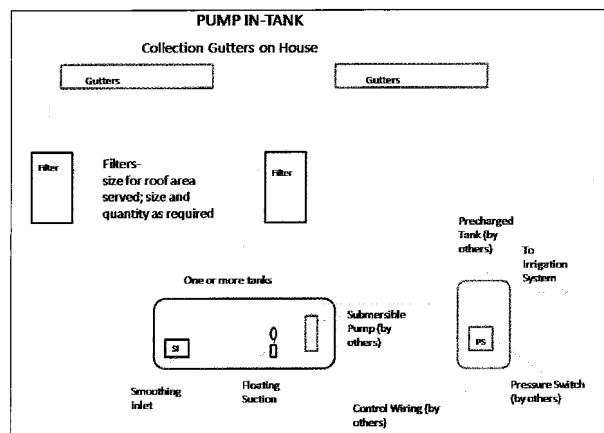 PUMP IN-TANK
Collection Gutters on House
Gutters
Gutters
Filter
Filters-
size for roof area
served; size and
quantity as required
Filter
Precharged
Tank (by
others)
To
Irrigation
System
One or more tanks
Submersible
Pump (by
others)
SI
PS
Smoothing
inlet
Floating
Suction
Control Wiring (by
others)
Pressure Switch
(by others)